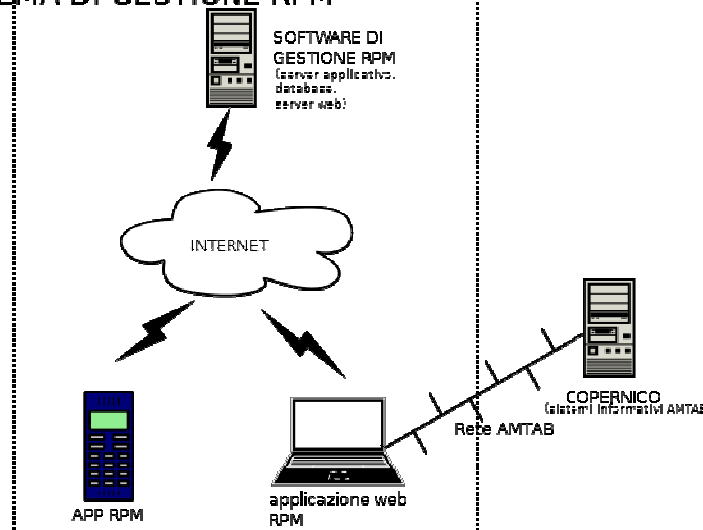 DI GESTIONE RPM
SOFTWARE DI
GESTIONE RPM
(server applicativo,
database,
server web)
INTERNET
COPERNICO
(sistemi informativi AMTAB
Rete AMTAB
applicazione web
RPM
APP RPM